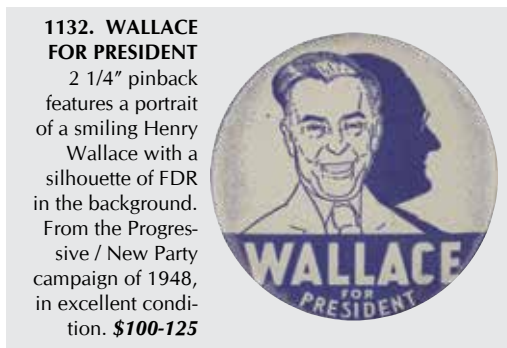 1132. WALLACE
FOR PRESIDENT
2 1/4” pinback
features a portrait
of a smiling Henry
Wallace with a
silhouette of FDR
in the background.
From the Progres-
sive / New Party
campaign of 1948,
in excellent condi-
tion. $100-125
WALLACE
FOR
PRESIDENT